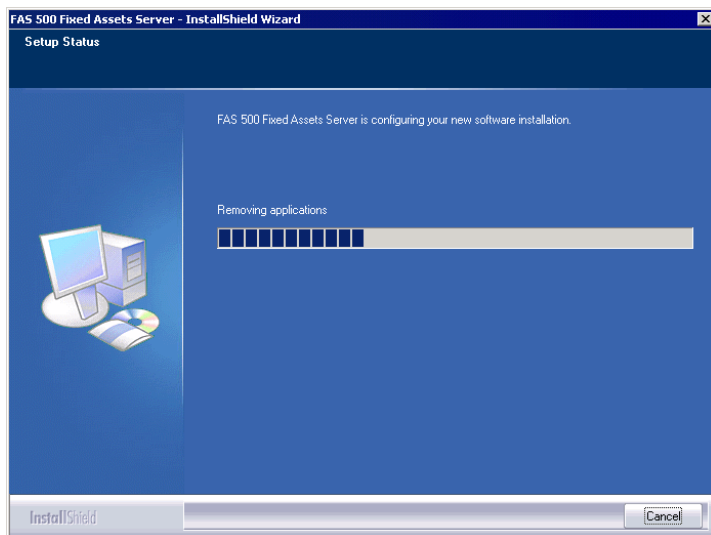 FAS 500 Fixed Assets Server - InstallShield Wizard
Setup Status
FAS 500 Fixed Assets Server is configuring your new software installation.
Removing applications
InstallShield
Cancel